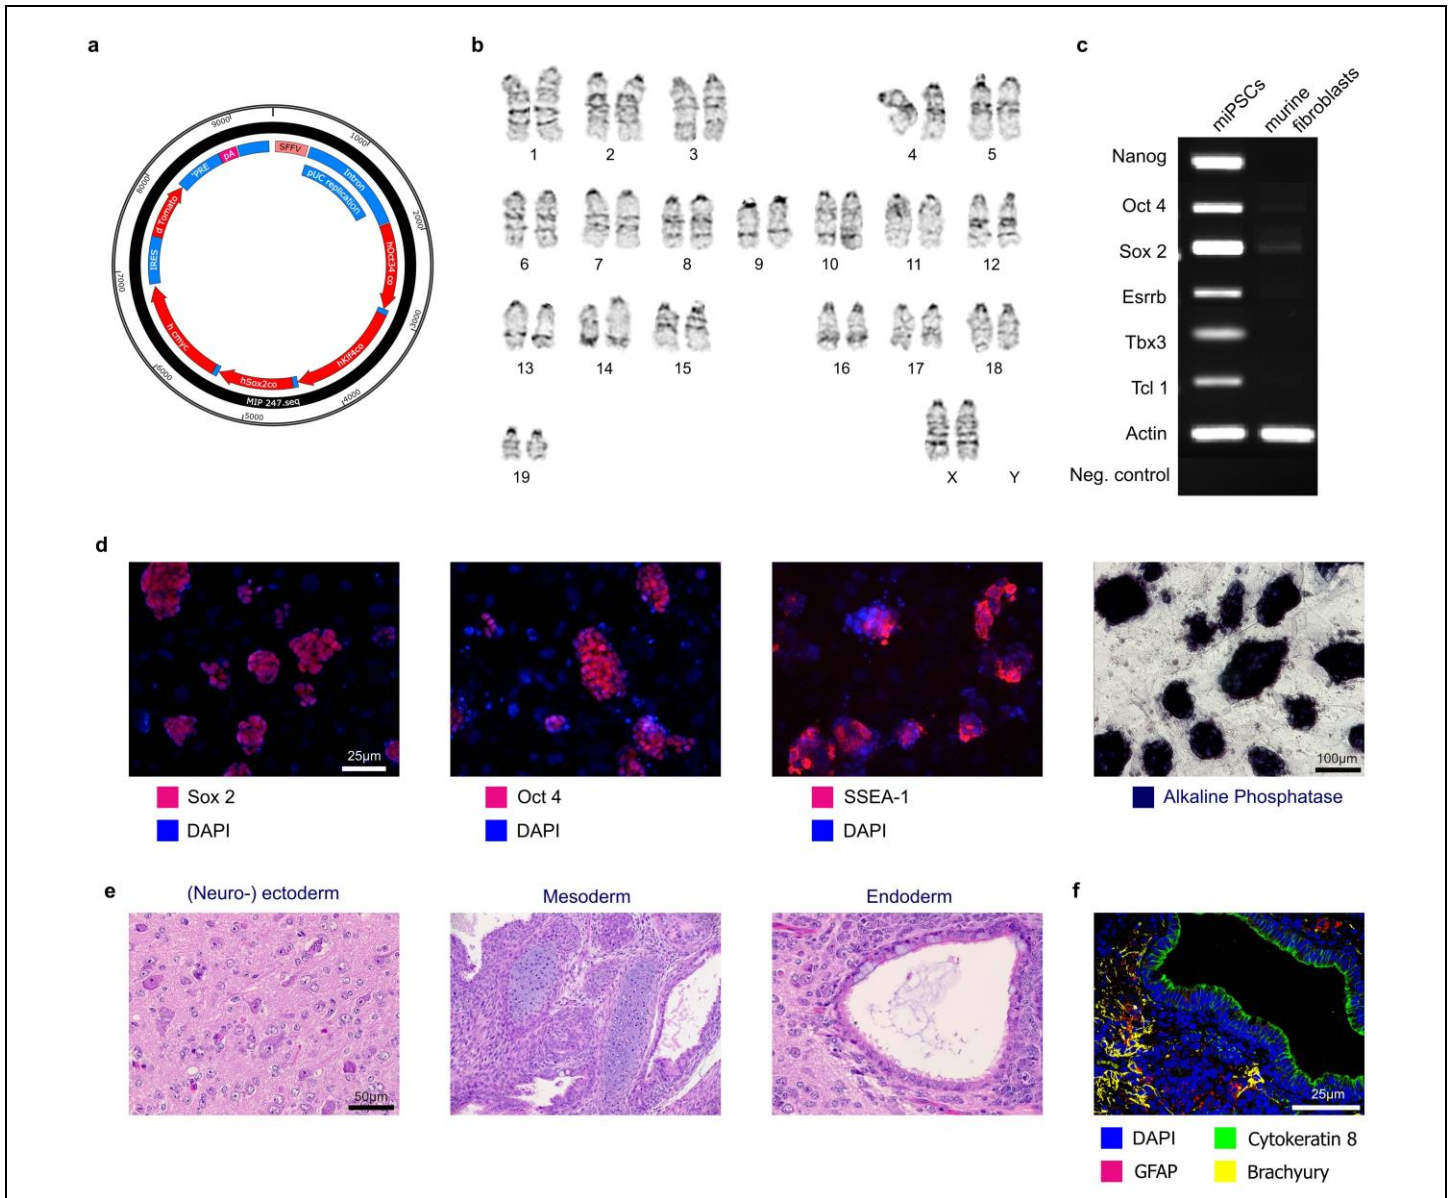 a
9000
1000
2000
3000
4000
5000
6000
7000
8000
'PRE
pA
SFFV
Intron
pUC replication
hOct34 co
hKlf4co
hSox2co
h cmyc
IRES
d Tomato
MIP 247.seq
b
1 2 3 4 5
6 7 8 9 10 11 12
13 14 15 16 17 18
19 X Y
c
miPSCs
murine
fibroblasts
Nanog
Oct 4
Sox 2
Esrrb
Tbx3
Tcl 1
Actin
Neg. control
d
25µm
100µm
Sox 2
DAPI
Oct 4
DAPI
SSEA-1
DAPI
Alkaline Phosphatase
e
(Neuro-) ectoderm
Mesoderm
Endoderm
50µm
f
25µm
DAPI
Cytokeratin 8
GFAP
Brachyury